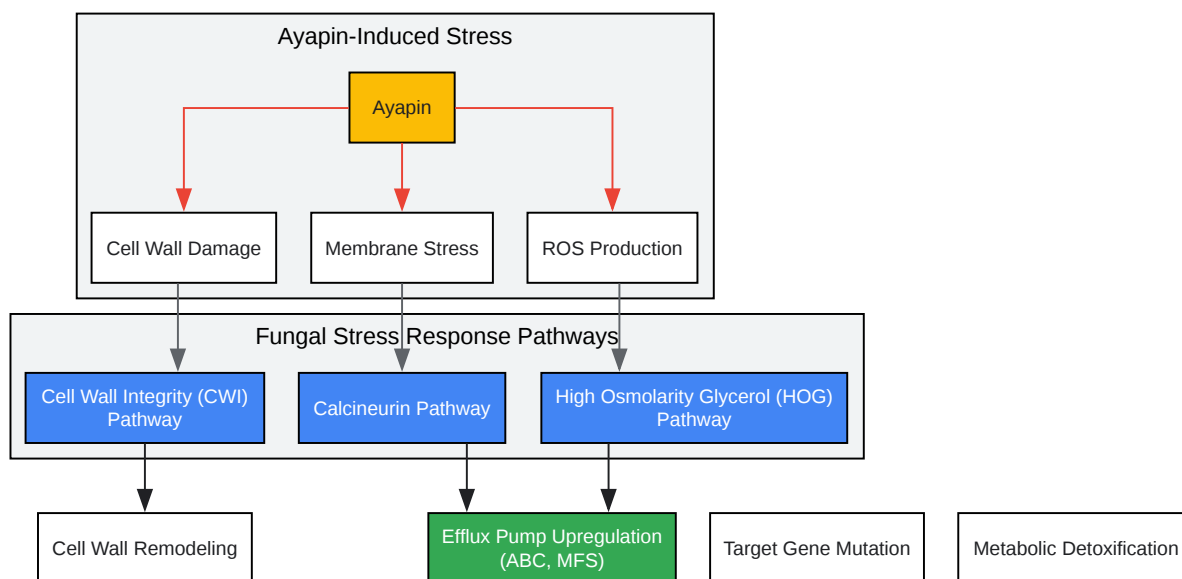 Ayapin-Induced Stress
Ayapin
Cell Wall Damage
Membrane Stress
ROS Production
Fungal Stress Response Pathways
Cell Wall Integrity (CWI)
Pathway
Calcineurin Pathway
High Osmolarity Glycerol (HOG)
Pathway
Cell Wall Remodeling
Efflux Pump Upregulation
(ABC, MFS)
Target Gene Mutation
Metabolic Detoxification